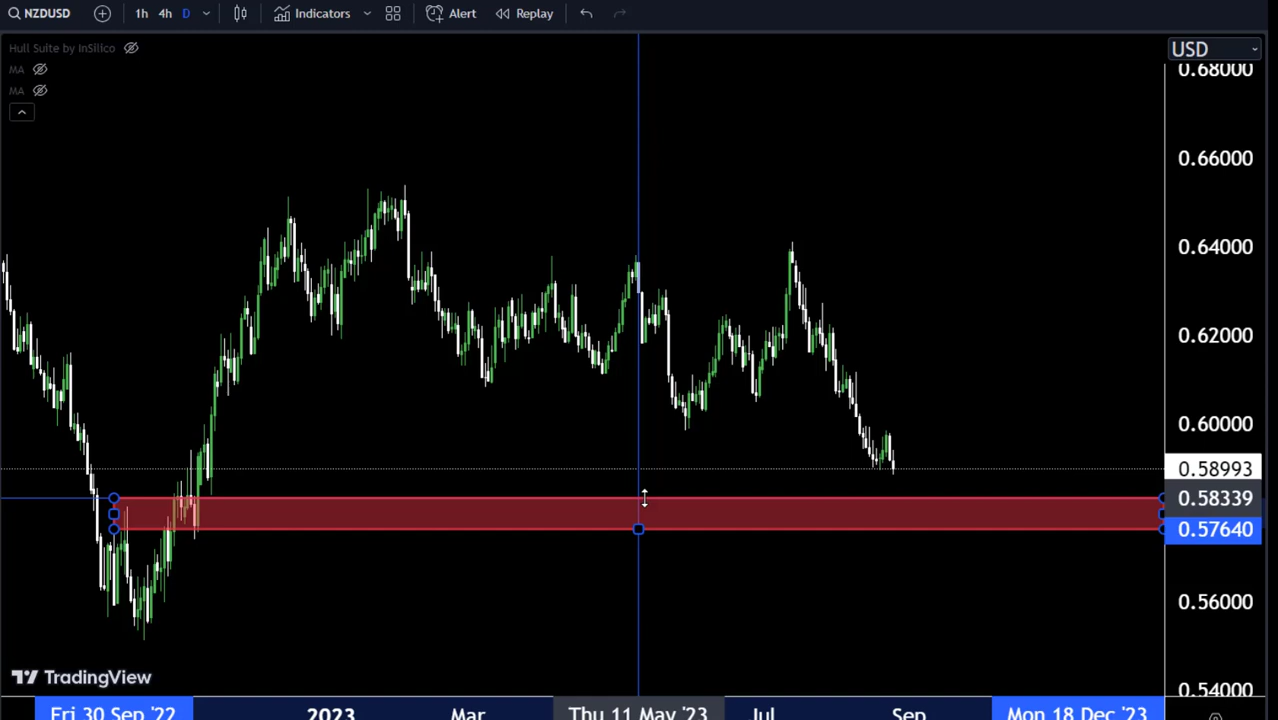 NZDUSD 1h 4h D Indicators Alert Replay
Hull Suite by InSilico
MA
MA
USD
0.68000
0.66000
0.64000
0.62000
0.60000
0.58993
0.58339
0.57640
0.56000
0.54000
TradingView
Fri 30 Sep '22 2023 Mar Thu 11 May '23 Jul Sep Mon 18 Dec '23